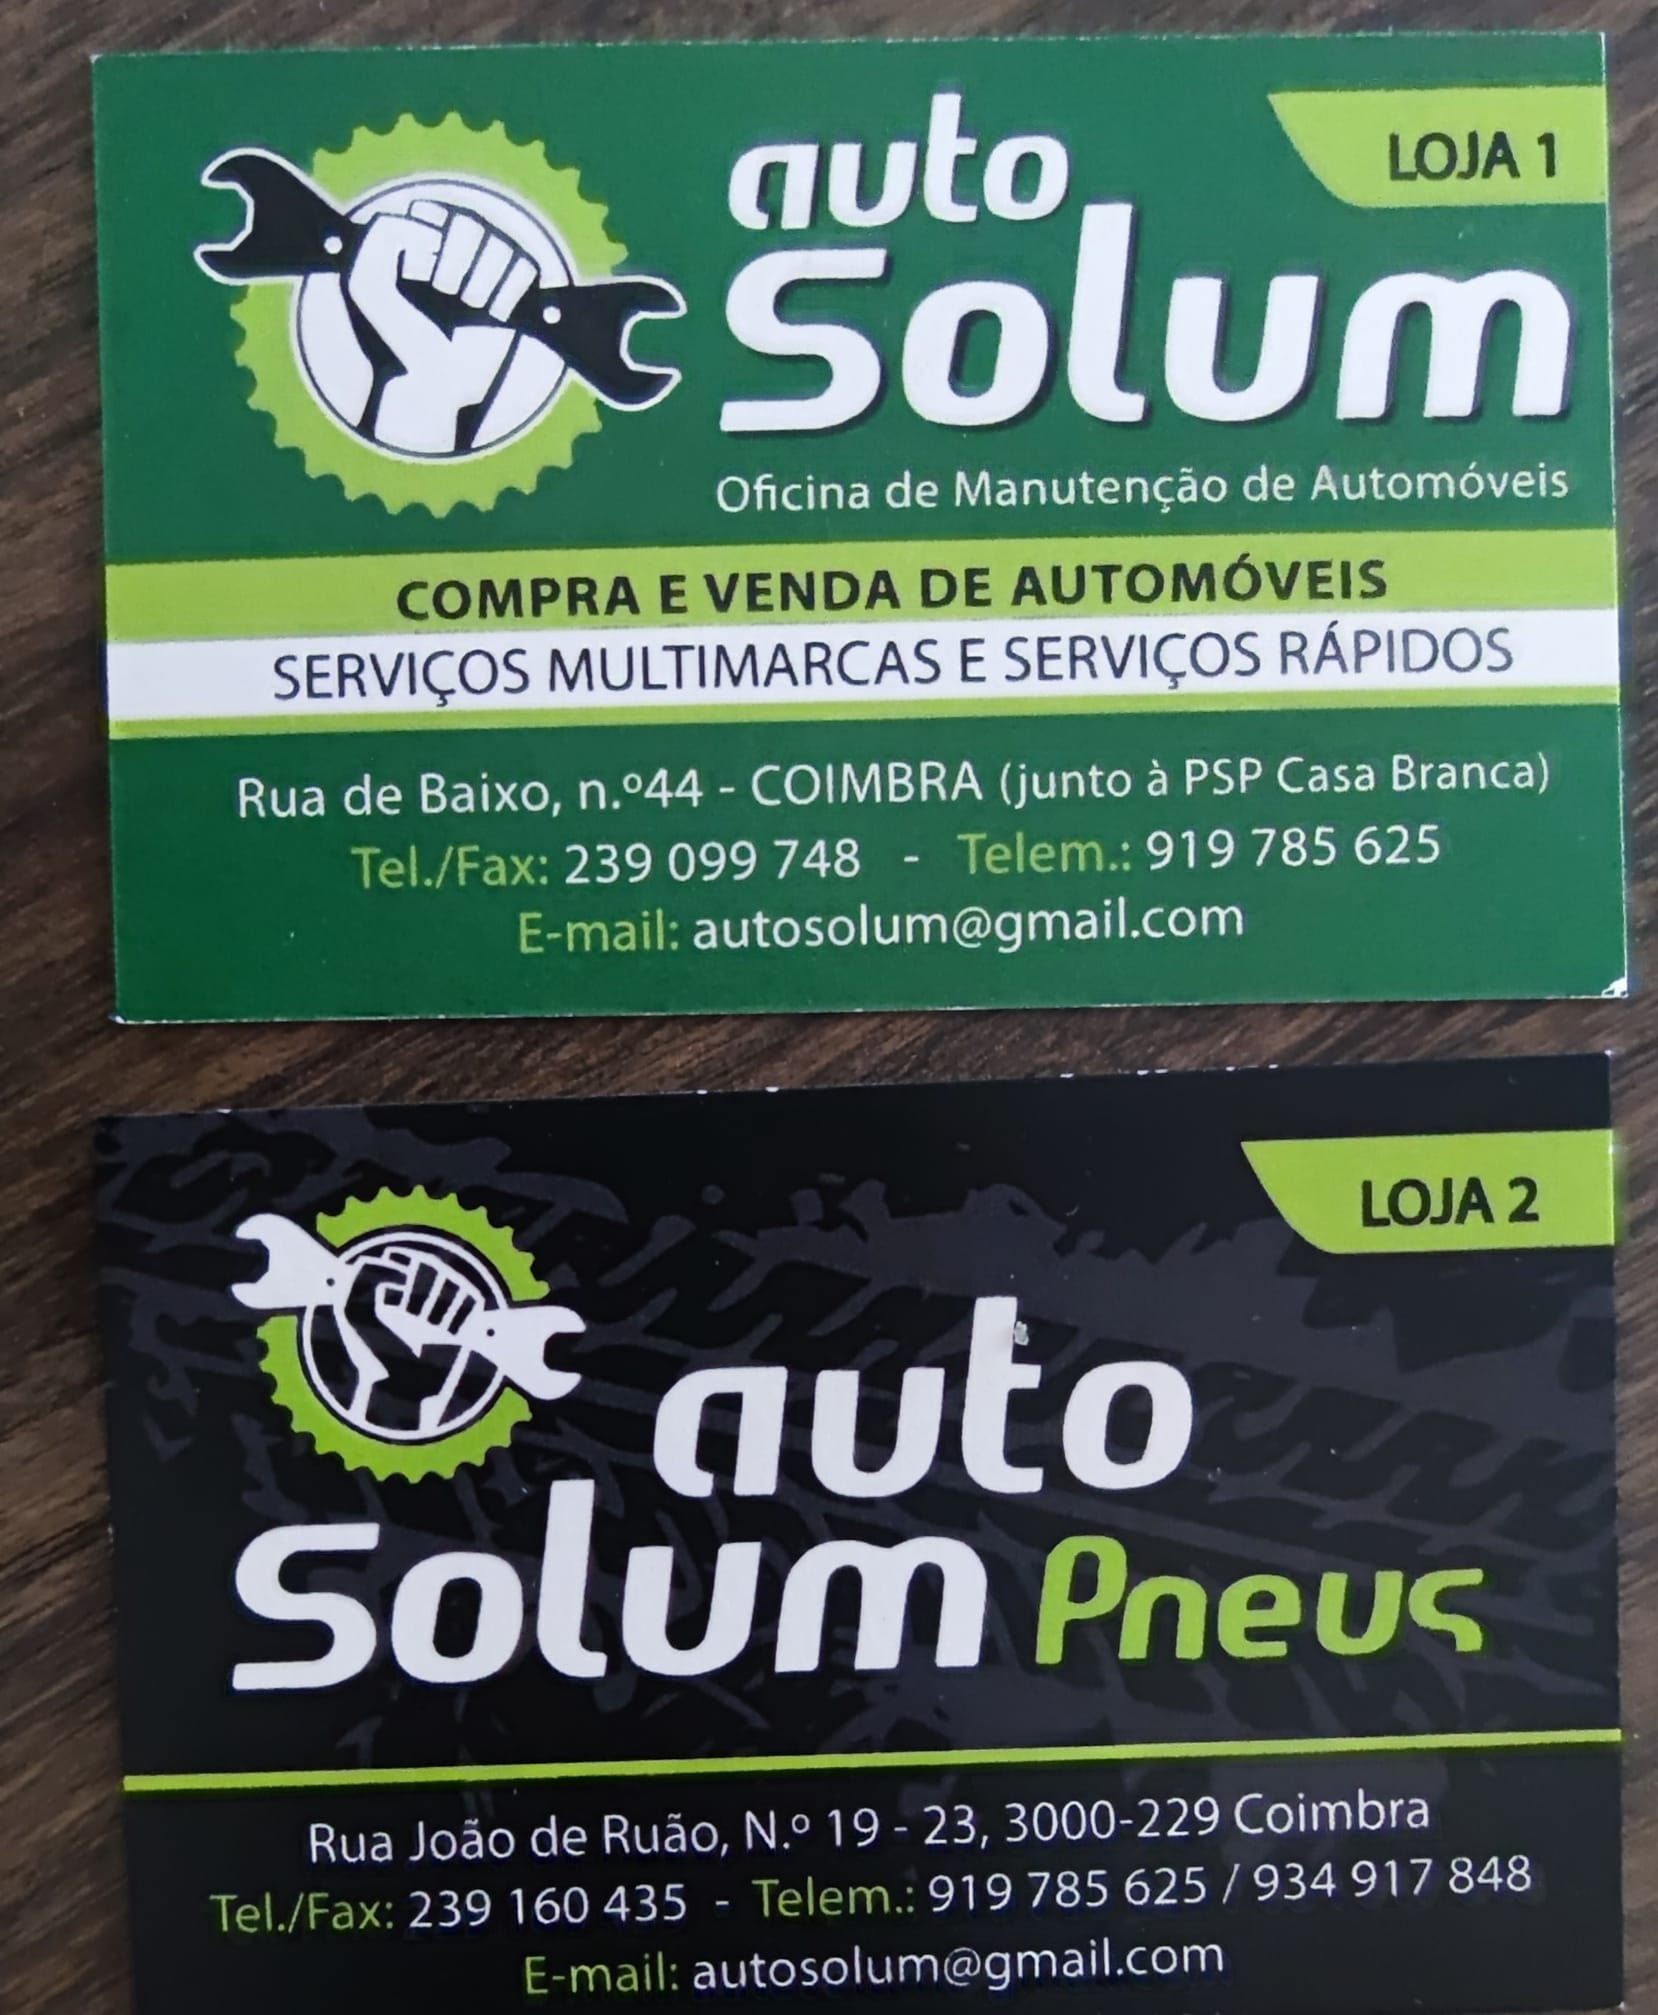 auto
Solum
LOJA 1
Oficina de Manutenção de Automóveis
COMPRA E VENDA DE AUTOMÓVEIS
SERVIÇOS MULTIMARCAS E SERVIÇOS RÁPIDOS
Rua de Baixo, n.º44 - COIMBRA (junto à PSP Casa Branca)
Tel./Fax: 239 099 748 - Telem.: 919 785 625
E-mail: autosolum@gmail.com
LOJA 2
auto
Solum Pneus
Rua João de Ruão, N.º 19 - 23, 3000-229 Coimbra
Tel./Fax: 239 160 435 - Telem.: 919 785 625 / 934 917 848
E-mail: autosolum@gmail.com